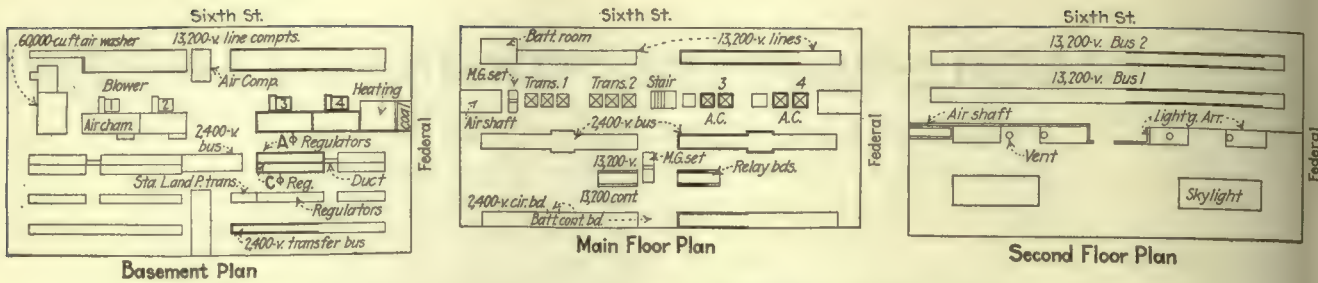 Sixth St.
60,000-cu.ft. air washer
13,200-v. line compts.
Blower
Air Comp.
Heating
2
3
4
Air cham.
coal
2,400-v.
bus
AΦ Regulators
Federal
CΦ Reg.
Duct
Sta. L and P. trans.
Regulators
2,400-v. transfer bus
Basement Plan
Sixth St.
Batt. room
13,200-v. lines
M.G. set
Trans. 1
Trans. 2
Stair
3
4
A.C.
A.C.
Air shaft
2,400-v. bus
Federal
13,200-v.
M.G. set
Relay bds.
13,200 cont
2,400-v. cir. bd.
Batt. cont. bd.
Main Floor Plan
Sixth St.
13,200-v. Bus 2
13,200-v. Bus 1
Air shaft
Light'g. Arr.
Vent
Federal
Skylight
Second Floor Plan